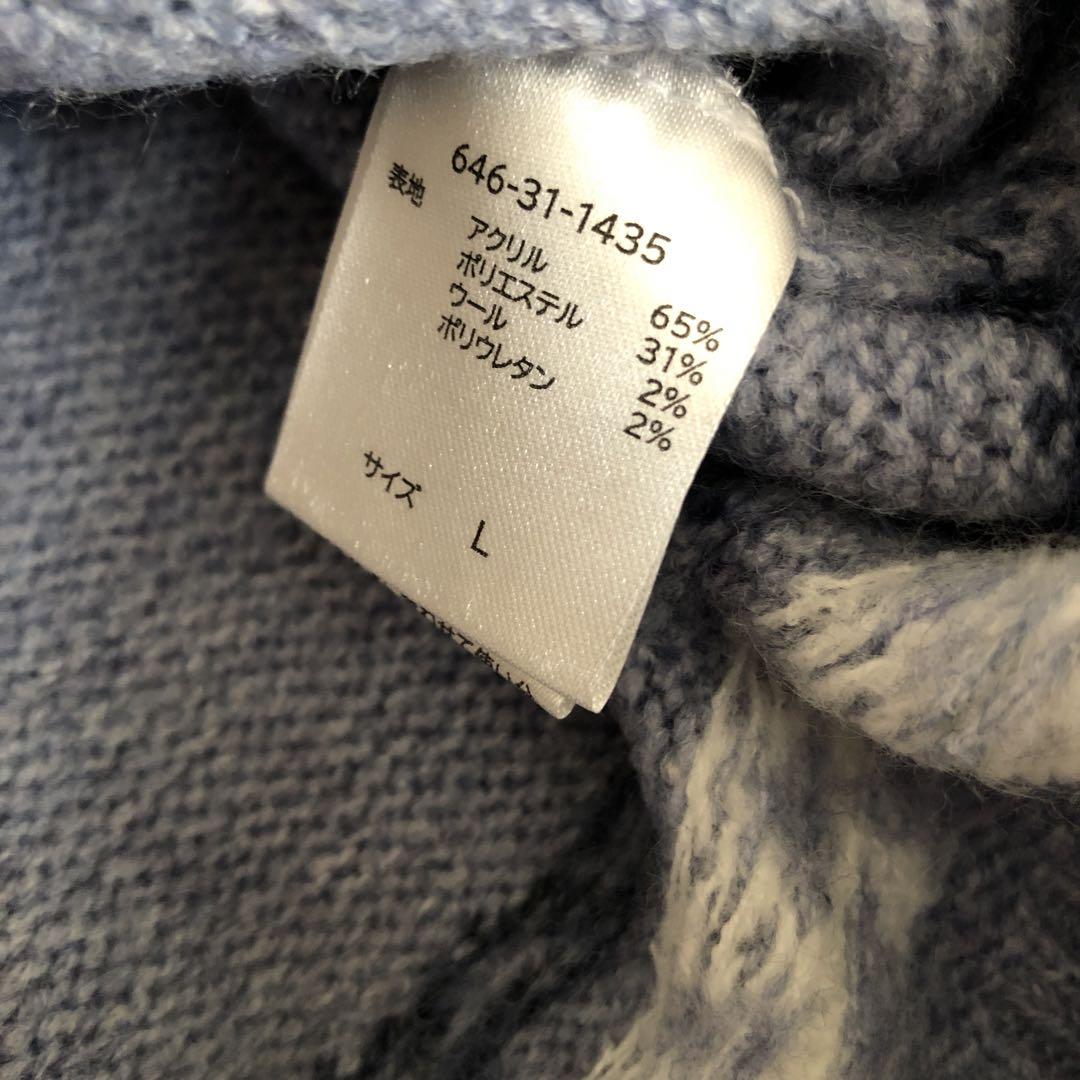 646-31-1435
表地
アクリル 65%
ポリエステル 31%
ウール 2%
ポリウレタン 2%
サイズ L